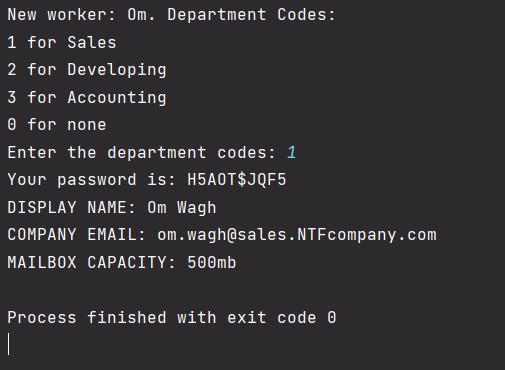 New worker: Om. Department Codes:
1 for Sales
2 for Developing
3 for Accounting
0 for none
Enter the department codes: 1
Your password is: H5AOT$JQF5
DISPLAY NAME: Om Wagh
COMPANY EMAIL: om.wagh@sales.NTFcompany.com
MAILBOX CAPACITY: 500mb
Process finished with exit code 0